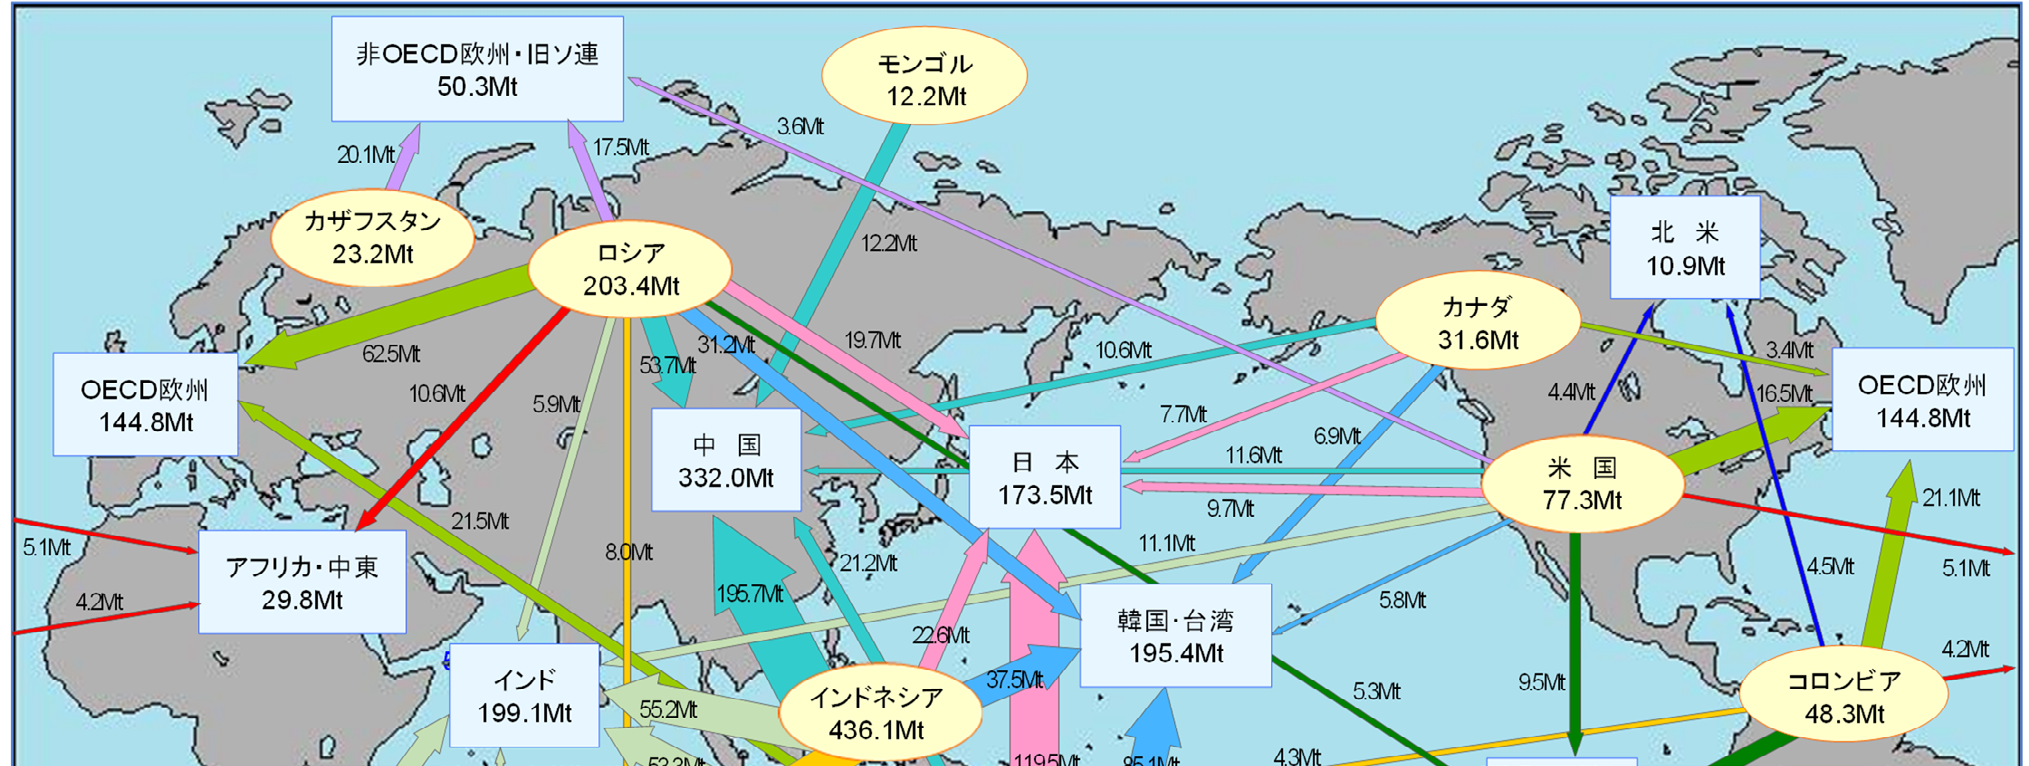 非OECD欧州・旧ソ連
50.3Mt
モンゴル
12.2Mt
3.6Mt
20.1Mt
17.5Mt
カザフスタン
23.2Mt
ロシア
203.4Mt
12.2Mt
北　米
10.9Mt
カナダ
31.6Mt
62.5Mt
31.2Mt
53.7Mt
19.7Mt
10.6Mt
3.4Mt
OECD欧州
144.8Mt
10.6Mt
5.9Mt
7.7Mt
4.4Mt
16.5Mt
OECD欧州
144.8Mt
中　国
332.0Mt
日　本
173.5Mt
6.9Mt
11.6Mt
米　国
77.3Mt
9.7Mt
21.1Mt
5.1Mt
21.5Mt
8.0Mt
21.2Mt
11.1Mt
アフリカ・中東
29.8Mt
4.2Mt
195.7Mt
5.8Mt
4.5Mt
5.1Mt
22.6Mt
韓国・台湾
195.4Mt
4.2Mt
インド
199.1Mt
55.2Mt
インドネシア
436.1Mt
37.5Mt
5.3Mt
9.5Mt
コロンビア
48.3Mt
53.3Mt
119.5Mt
85.1Mt
4.3Mt